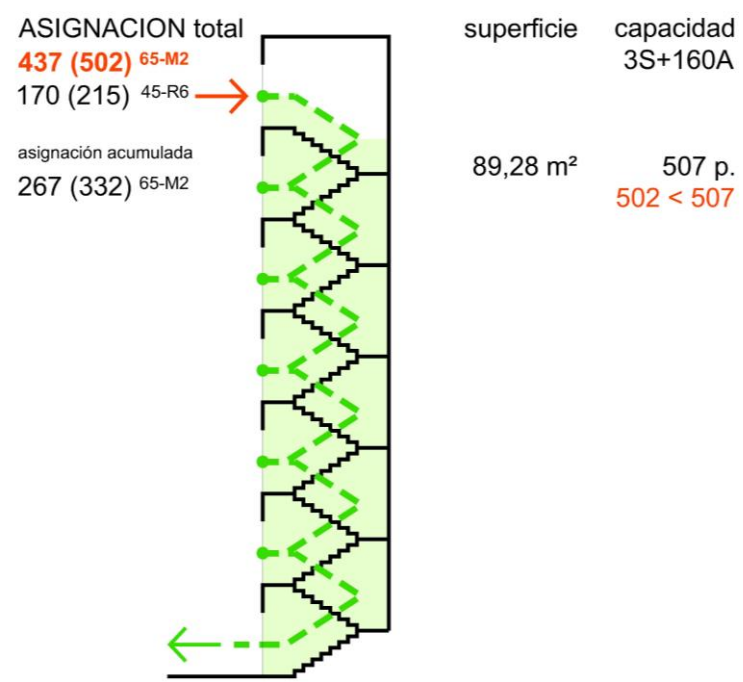 ASIGNACION total
437 (502) 65-M2
170 (215) 45-R6
asignación acumulada
267 (332) 65-M2
superficie
89,28 m²
capacidad
3S+160A
507 p.
502 < 507